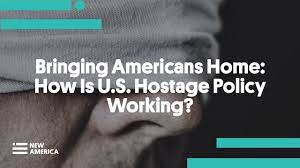 Bringing Americans Home:
How Is U.S. Hostage Policy
Working?
NEW
AMERICA